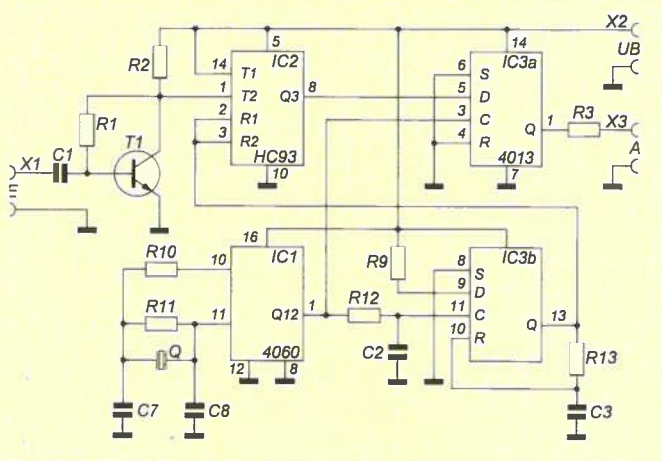 X2
R2
5
14
IC2
IC3a
UB
14
T1
6
S
1
T2
Q3
8
5
D
R1
2
R1
3
C
Q
1
R3
X3
T1
3
R2
4
R
X1
C1
HC93
4013
A
10
7
E
16
IC1
IC3b
R10
10
R9
8
S
9
D
R11
11
Q12
1
R12
11
C
Q
13
10
R
Q
4060
C2
R13
12
8
C7
C8
C3